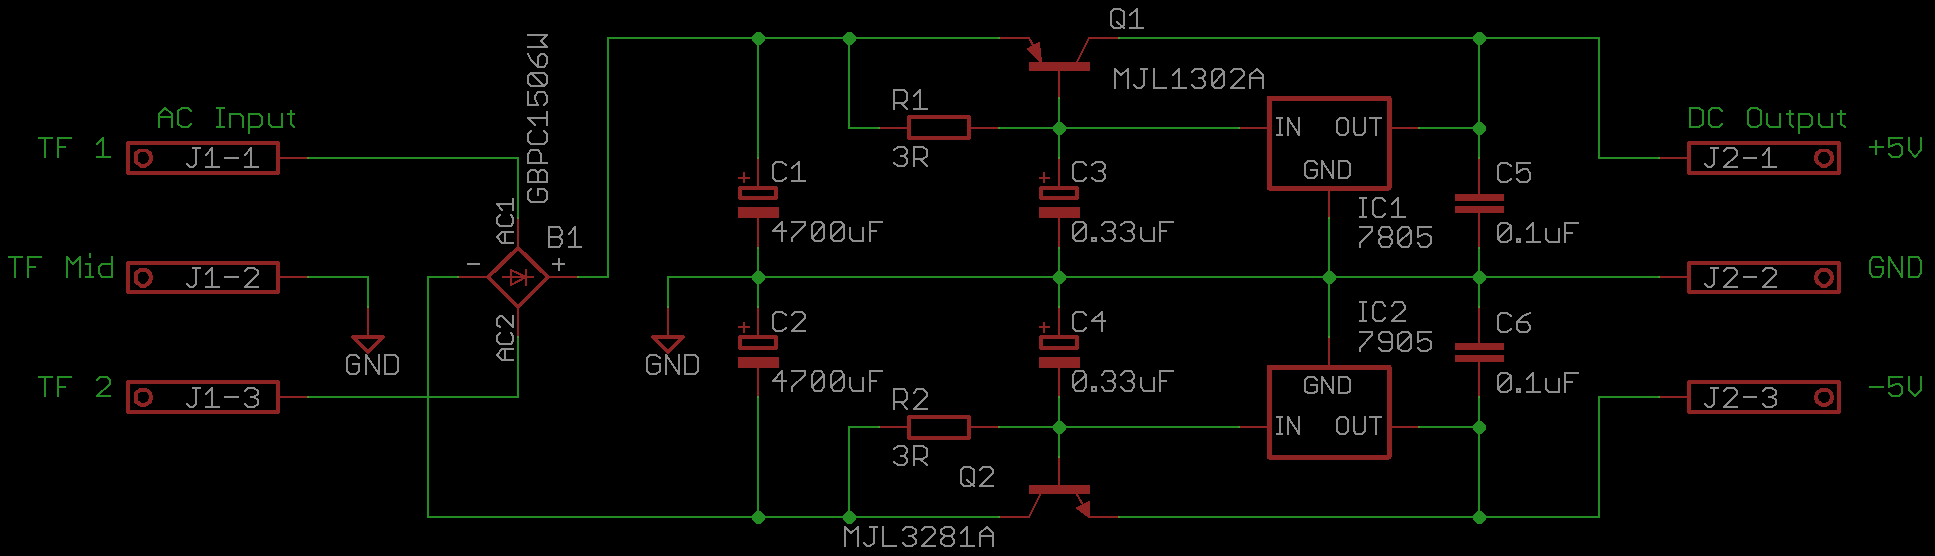 Q1
MJL1302A
GBPC1506W
AC Input
TF 1
J1-1
R1
3R
IN OUT
GND
DC Output
J2-1
+5V
+
C1
4700uF
+
C3
0.33uF
IC1
7805
C5
0.1uF
AC1
B1
- +
AC2
TF Mid
J1-2
GND
GND
J2-2
GND
+
C2
4700uF
+
C4
0.33uF
IC2
7905
C6
0.1uF
TF 2
J1-3
R2
3R
GND
IN OUT
J2-3
-5V
Q2
MJL3281A